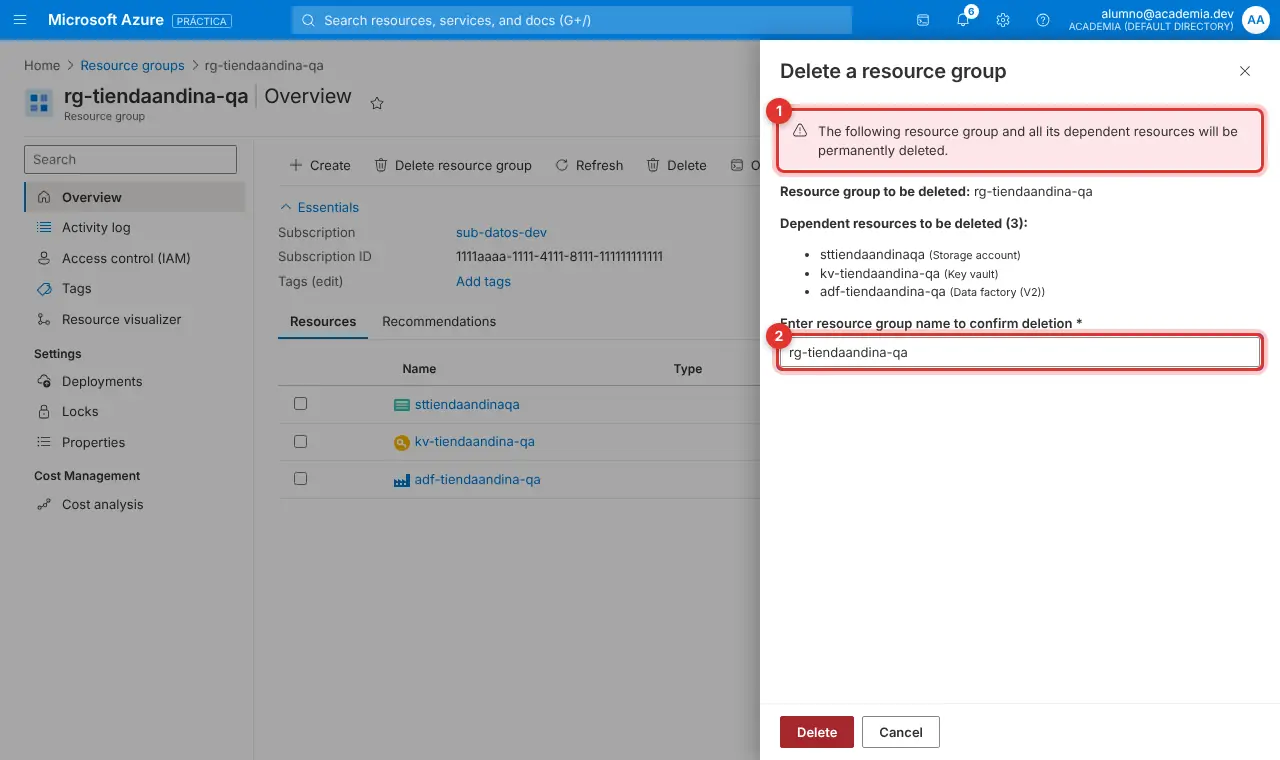 Microsoft Azure PRÁCTICA
Search resources, services, and docs (G+/)
6
alumno@academia.dev
ACADEMIA (DEFAULT DIRECTORY)
AA
Home > Resource groups > rg-tiendaandina-qa
rg-tiendaandina-qa | Overview
Resource group
Search
Overview
Activity log
Access control (IAM)
Tags
Resource visualizer
Settings
Deployments
Locks
Properties
Cost Management
Cost analysis
Create Delete resource group Refresh Delete O
Essentials
Subscription sub-datos-dev
Subscription ID 1111aaaa-1111-4111-8111-111111111111
Tags (edit) Add tags
Resources Recommendations
Name Type
sttiendaandinaqa
kv-tiendaandina-qa
adf-tiendaandina-qa
Delete a resource group
1
The following resource group and all its dependent resources will be
permanently deleted.
Resource group to be deleted: rg-tiendaandina-qa
Dependent resources to be deleted (3):
• sttiendaandinaqa (Storage account)
• kv-tiendaandina-qa (Key vault)
• adf-tiendaandina-qa (Data factory (V2))
Enter resource group name to confirm deletion *
2
rg-tiendaandina-qa
Delete Cancel